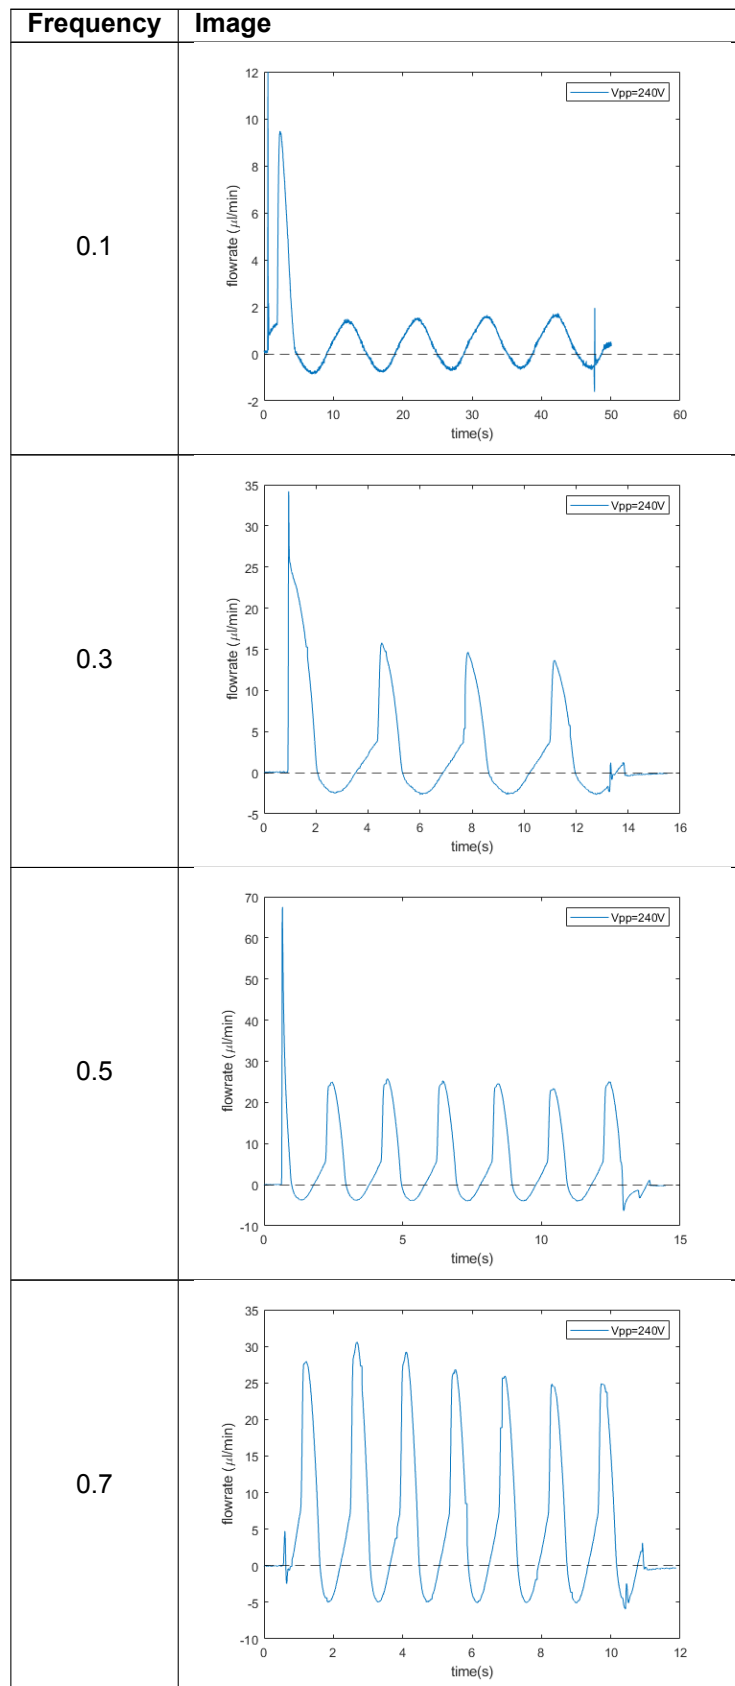 Frequency Image
0.1
Vpp=240V
flowrate (μl/min)
12
10
8
6
4
2
0
-2
0 10 20 30 40 50 60
time(s)
0.3
Vpp=240V
flowrate (μl/min)
35
30
25
20
15
10
5
0
-5
0 2 4 6 8 10 12 14 16
time(s)
0.5
Vpp=240V
flowrate (μl/min)
70
60
50
40
30
20
10
0
-10
0 5 10 15
time(s)
0.7
Vpp=240V
flowrate (μl/min)
35
30
25
20
15
10
5
0
-5
-10
0 2 4 6 8 10 12
time(s)